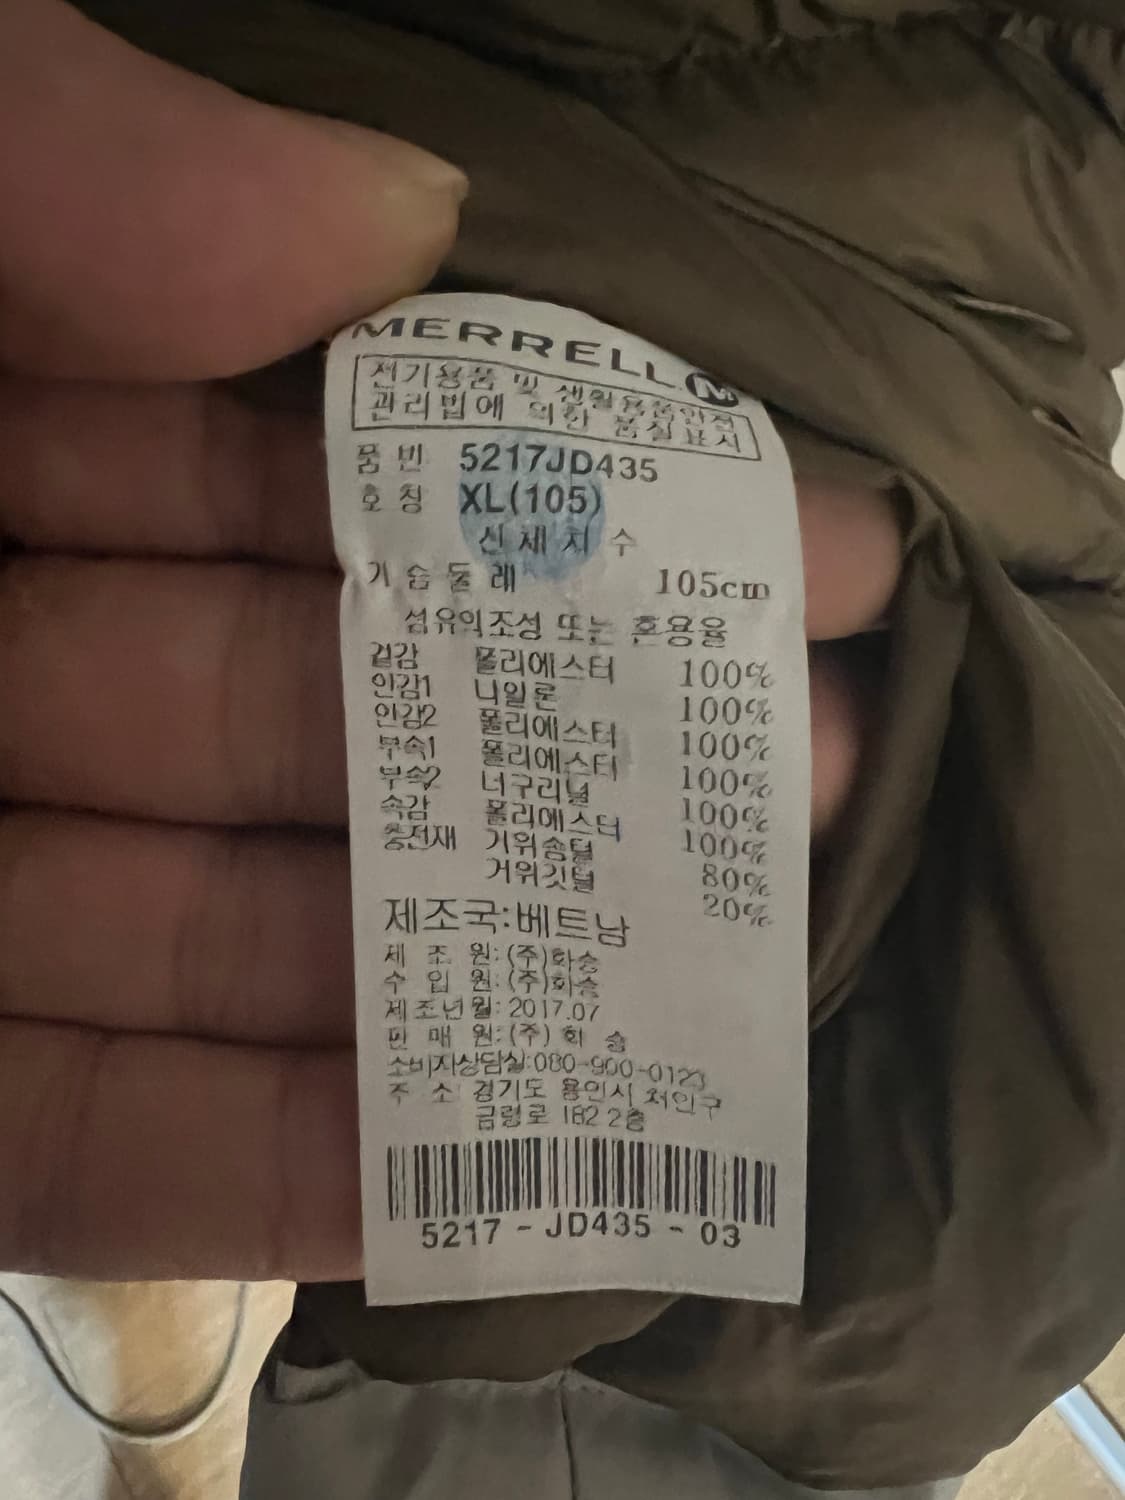 MERRELL M
전기용품 및 생활용품안전
관리법에 의한 품질표시
품 번 5217JD435
호 칭 XL(105)
신 체 치 수
가 슴 둘 레 105cm
섬유의조성 또는 혼용율
겉감 폴리에스터 100%
안감1 나일론 100%
안감2 폴리에스터 100%
부속1 폴리에스터 100%
부속2 너구리털 100%
속감 폴리에스터 100%
충전재 거위솜털 80%
거위깃털 20%
제조국:베트남
제 조 원: (주)화승
수 입 원: (주)화승
제조년월: 2017.07
판 매 원: (주) 화 승
소비자상담실:080-900-0123
주 소 경기도 용인시 처인구
금령로 182 2층
5217 - JD435 - 03